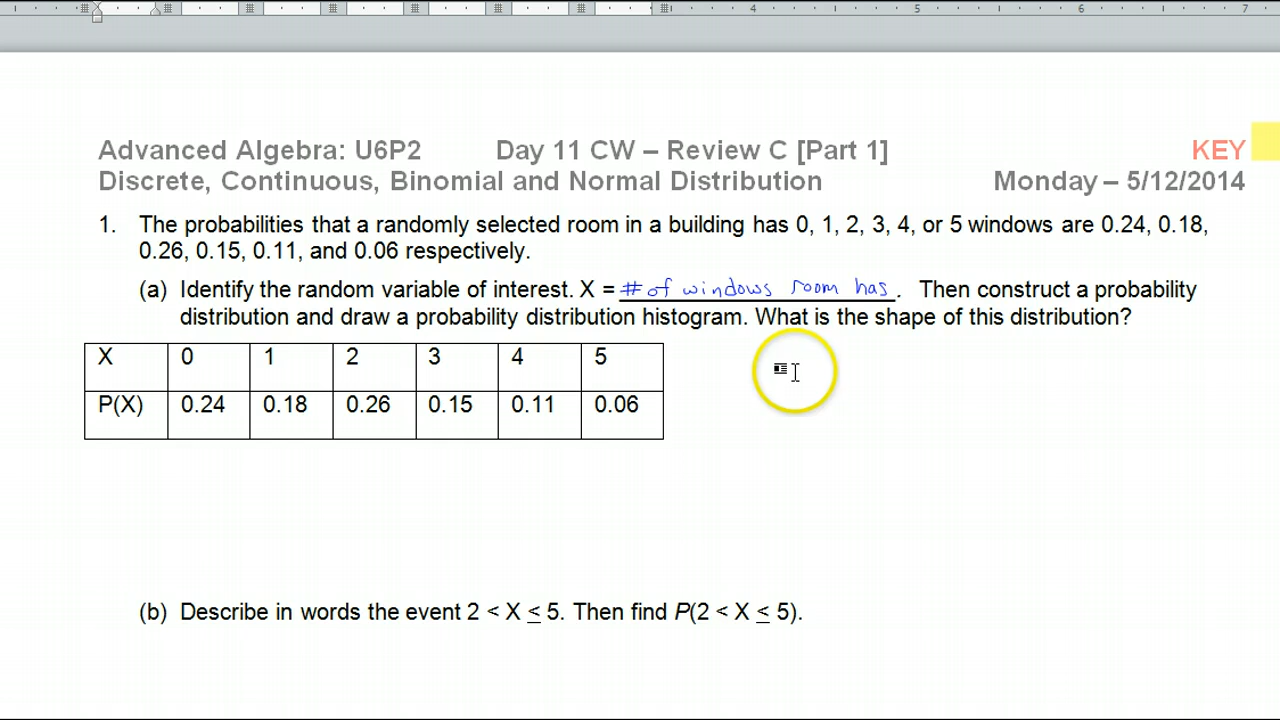 4 5 6 7
Advanced Algebra: U6P2 Day 11 CW – Review C [Part 1] KEY
Discrete, Continuous, Binomial and Normal Distribution Monday – 5/12/2014
1. The probabilities that a randomly selected room in a building has 0, 1, 2, 3, 4, or 5 windows are 0.24, 0.18,
0.26, 0.15, 0.11, and 0.06 respectively.
(a) Identify the random variable of interest. X = # of windows room has. Then construct a probability
distribution and draw a probability distribution histogram. What is the shape of this distribution?
X 0 1 2 3 4 5
P(X) 0.24 0.18 0.26 0.15 0.11 0.06
(b) Describe in words the event 2 < X ≤ 5. Then find P(2 < X ≤ 5).